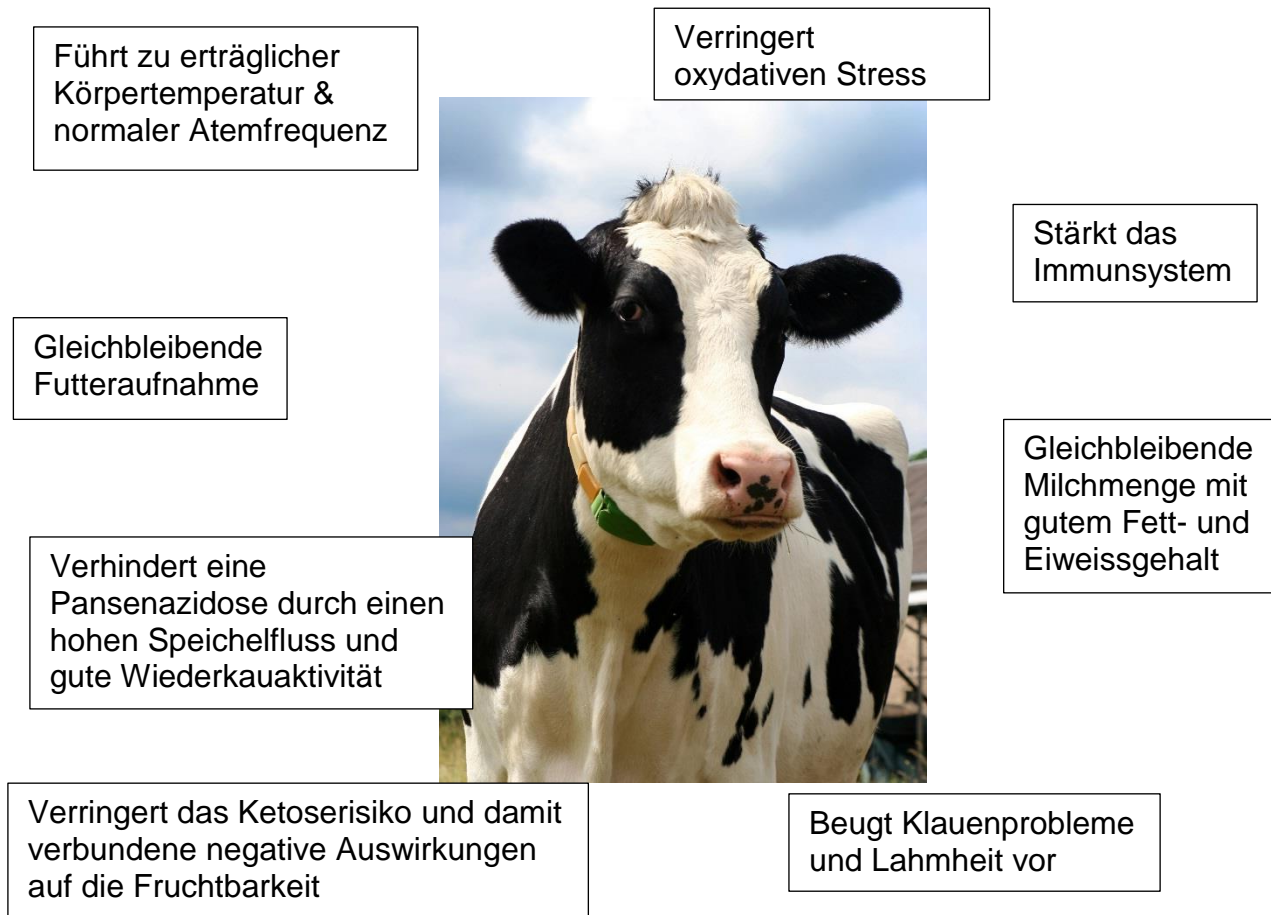 Führt zu erträglicher
Körpertemperatur &
normaler Atemfrequenz
Verringert
oxydativen Stress
Stärkt das
Immunsystem
Gleichbleibende
Futteraufnahme
Gleichbleibende
Milchmenge mit
gutem Fett- und
Eiweissgehalt
Verhindert eine
Pansenazidose durch einen
hohen Speichelfluss und
gute Wiederkauaktivität
Verringert das Ketoserisiko und damit
verbundene negative Auswirkungen
auf die Fruchtbarkeit
Beugt Klauenprobleme
und Lahmheit vor